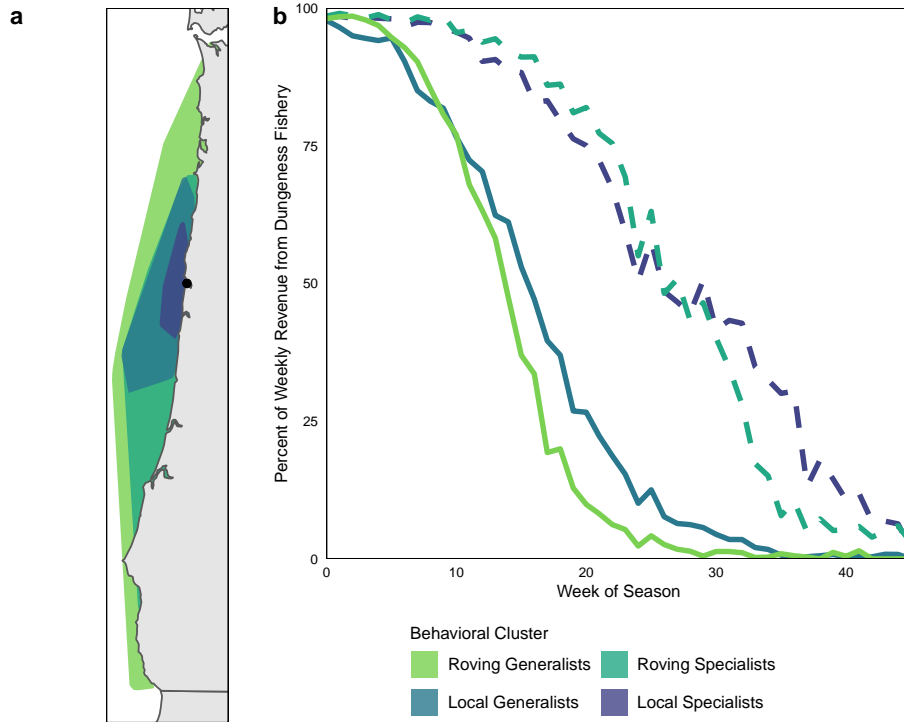 a
b
100
75
50
25
0
Percent of Weekly Revenue from Dungeness Fishery
0 10 20 30 40
Week of Season
Behavioral Cluster
Roving Generalists Roving Specialists
Local Generalists Local Specialists